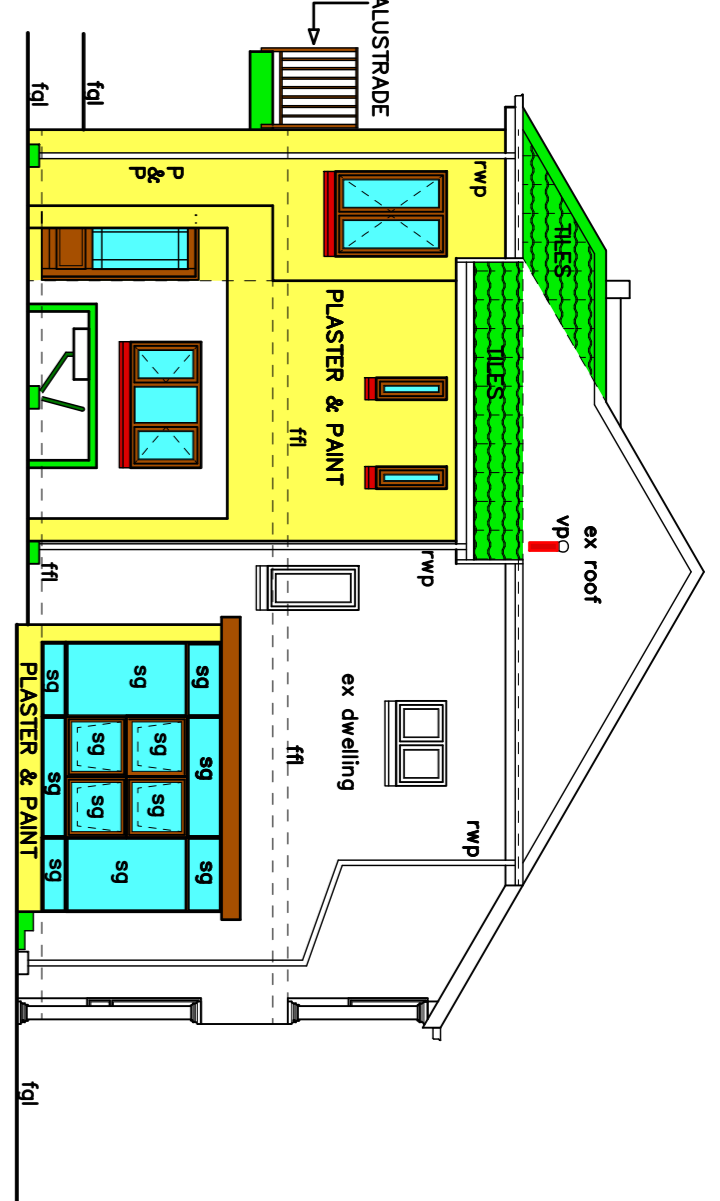 ex roof
vp
TILES
TILES
rwp
rwp
rwp
ALUSTRADE
ex dwelling
PLASTER & PAINT
ffl
ffl
sg
sg
sg
P & P
sg
sg
sg
sg
sg
sg
fgl
sg
sg
sg
ffl
fgl
PLASTER & PAINT
fgl